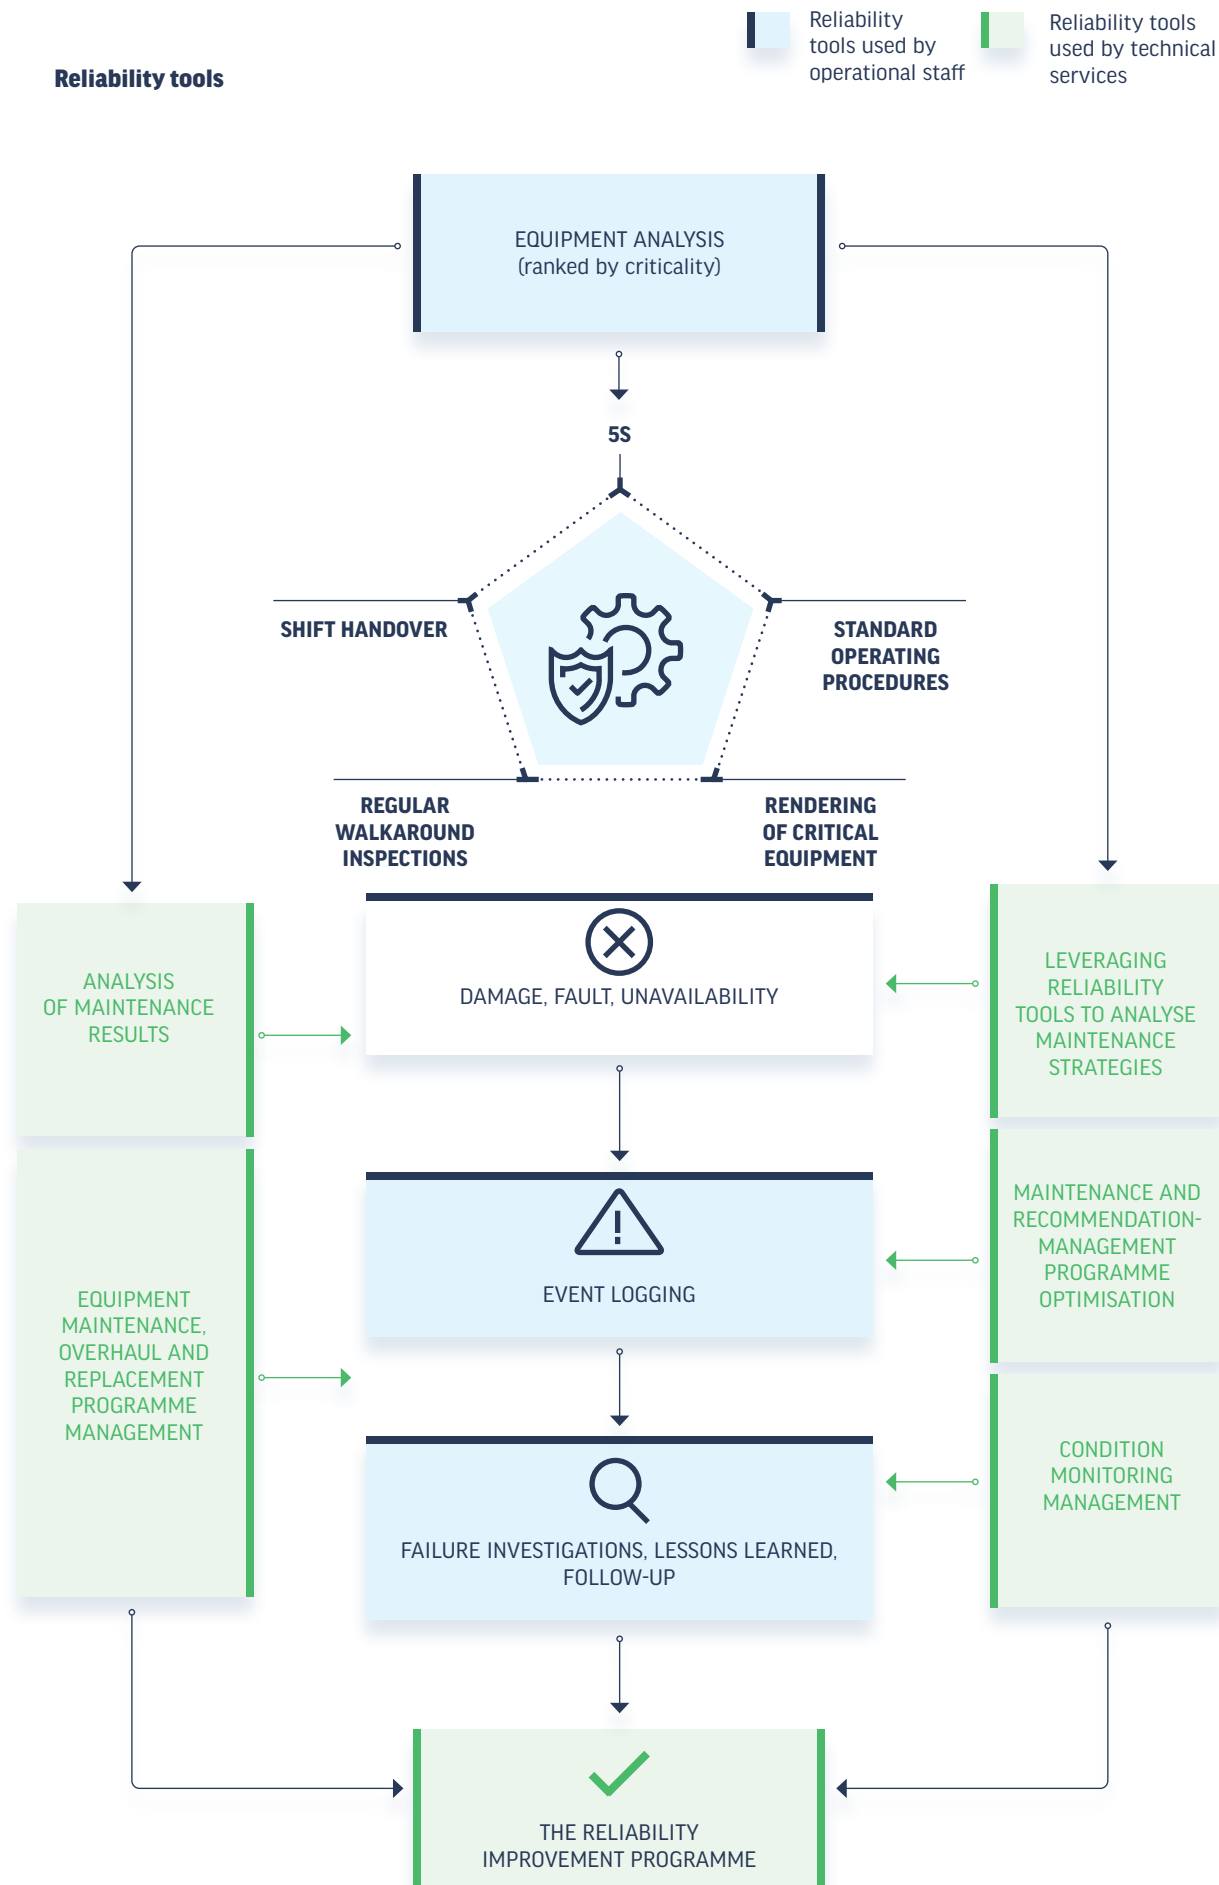 Reliability tools
Reliability
tools used by
operational staff
Reliability tools
used by technical
services
EQUIPMENT ANALYSIS
(ranked by criticality)
5S
SHIFT HANDOVER
STANDARD
OPERATING
PROCEDURES
REGULAR
WALKAROUND
INSPECTIONS
RENDERING
OF CRITICAL
EQUIPMENT
ANALYSIS
OF MAINTENANCE
RESULTS
DAMAGE, FAULT, UNAVAILABILITY
LEVERAGING
RELIABILITY
TOOLS TO ANALYSE
MAINTENANCE
STRATEGIES
EQUIPMENT
MAINTENANCE,
OVERHAUL AND
REPLACEMENT
PROGRAMME
MANAGEMENT
EVENT LOGGING
MAINTENANCE AND
RECOMMENDATION-
MANAGEMENT
PROGRAMME
OPTIMISATION
FAILURE INVESTIGATIONS, LESSONS LEARNED,
FOLLOW-UP
CONDITION
MONITORING
MANAGEMENT
THE RELIABILITY
IMPROVEMENT PROGRAMME